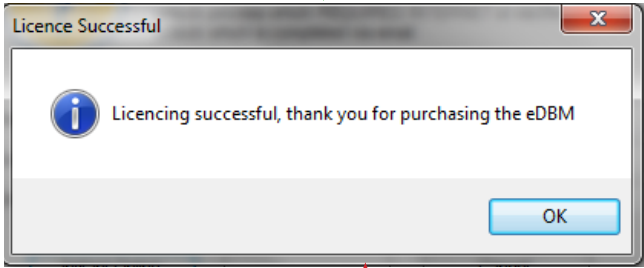 Licence Successful
Licencing successful, thank you for purchasing the eDBM
OK